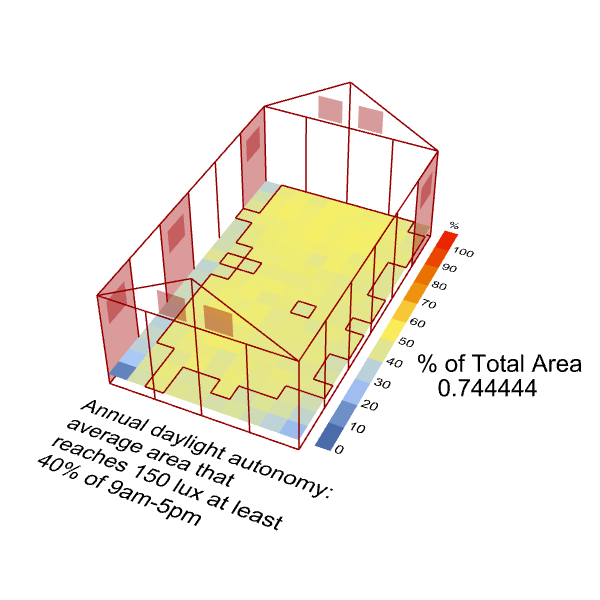 %
100
90
80
70
60
50
40
30
20
10
0
% of Total Area
0.744444
Annual daylight autonomy:
average area that
reaches 150 lux at least
40% of 9am-5pm